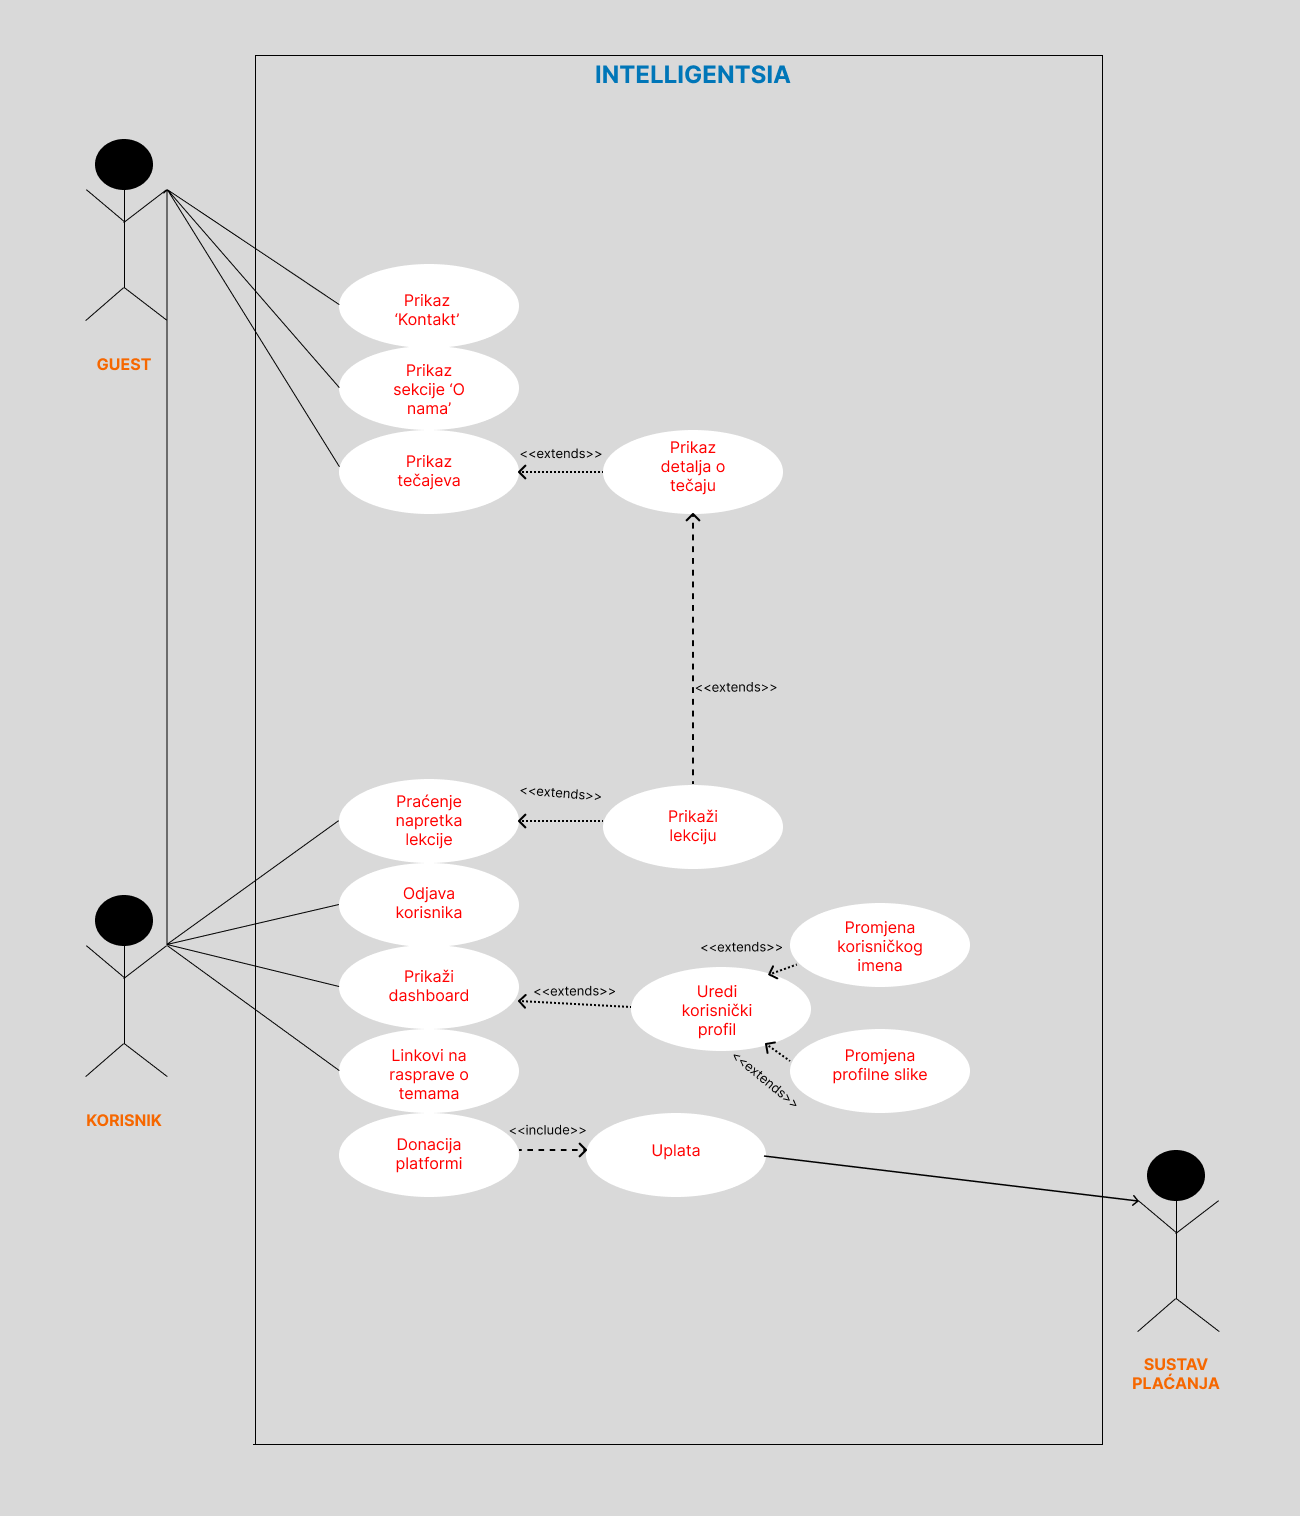 INTELLIGENTSIA
GUEST
Prikaz
‘Kontakt’
Prikaz
sekcije ‘O
nama’
Prikaz
tečajeva
<<extends>>
Prikaz
detalja o
tečaju
<<extends>>
Praćenje
napretka
lekcije
<<extends>>
Prikaži
lekciju
Odjava
korisnika
Prikaži
dashboard
<<extends>>
Uredi
korisnički
profil
<<extends>>
Promjena
korisničkog
imena
<<extends>>
Promjena
profilne slike
Linkovi na
rasprave o
temama
KORISNIK
Donacija
platformi
<<include>>
Uplata
SUSTAV
PLAĆANJA